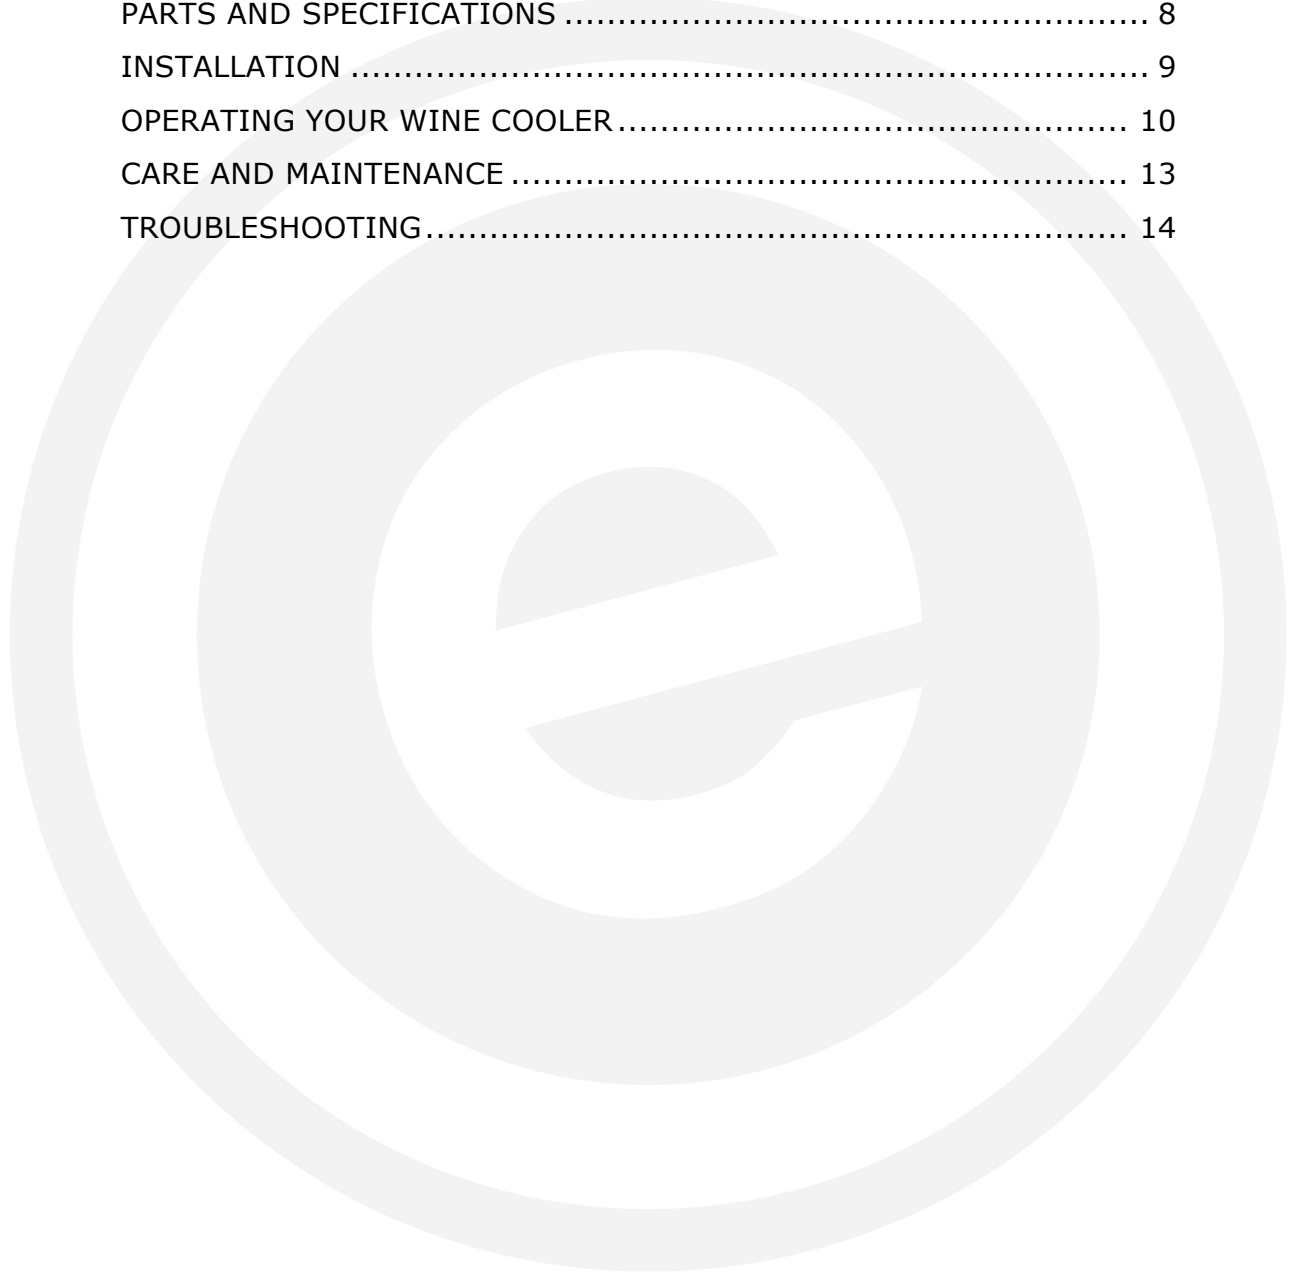 PARTS AND SPECIFICATIONS ........................................................ 8
INSTALLATION ............................................................................ 9
OPERATING YOUR WINE COOLER ................................................. 10
CARE AND MAINTENANCE ........................................................... 13
TROUBLESHOOTING ................................................................... 14
e